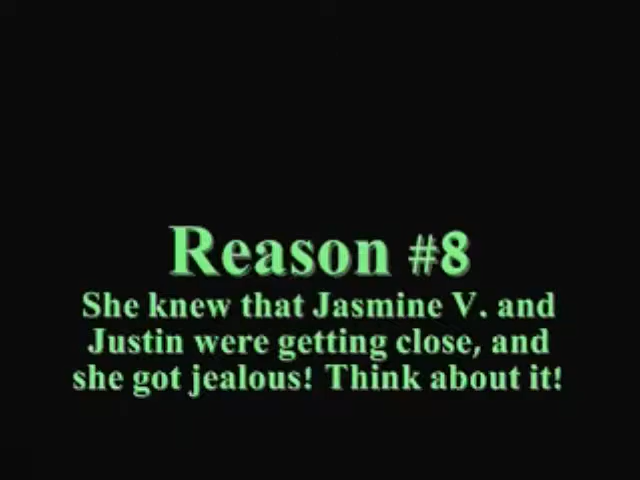 Reason #8
She knew that Jasmine V. and
Justin were getting close, and
she got jealous! Think about it!